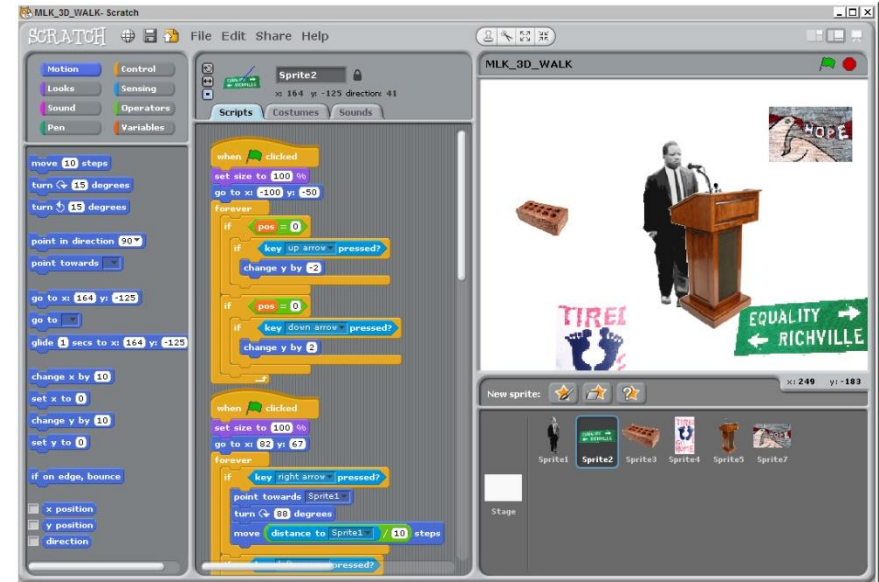 MLK_3D_WALK- Scratch
SCRATCH File Edit Share Help
Motion Control
Looks Sensing
Sound Operators
Pen Variables
move 10 steps
turn 15 degrees
turn 15 degrees
point in direction 90
point towards
go to x: 164 y: -125
go to
glide 1 secs to x: 164 y: -125
change x by 10
set x to 0
change y by 10
set y to 0
if on edge, bounce
x position
y position
direction
Sprite2
x: 164 y: -125 direction: 41
Scripts Costumes Sounds
when clicked
set size to 100 %
go to x: -100 y: -50
forever
if pos = 0
if key up arrow pressed?
change y by -2
if pos = 0
if key down arrow pressed?
change y by 2
when clicked
set size to 100 %
go to x: 82 y: 67
forever
if key right arrow pressed?
point towards Sprite1
turn 88 degrees
move distance to Sprite1 / 10 steps
pressed?
MLK_3D_WALK
HOPE
TIRED
EQUALITY →
← RICHVILLE
x: 249 y: -183
New sprite:
Sprite1 Sprite2 Sprite3 Sprite4 Sprite5 Sprite7
Stage